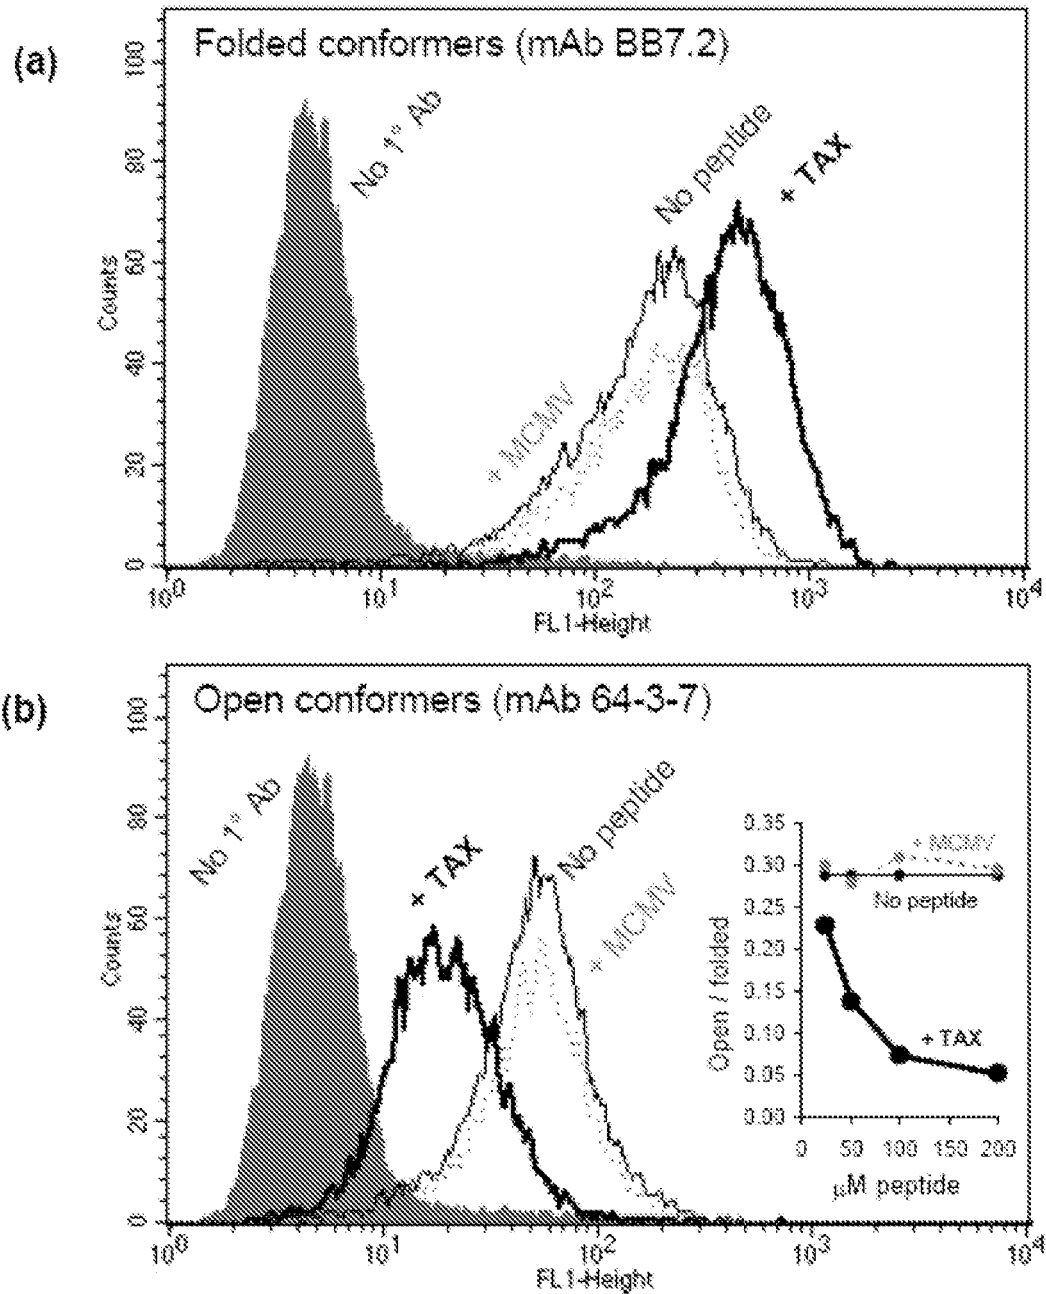 (a)
Folded conformers (mAb BB7.2)
No 1° Ab
No peptide
+ TAX
+ MCMV
Counts
100
80
60
40
20
0
10^0
10^1
10^2
10^3
10^4
FL1-Height
(b)
Open conformers (mAb 64-3-7)
No 1° Ab
+ TAX
No peptide
+ MCMV
Counts
100
80
60
40
20
0
10^0
10^1
10^2
10^3
10^4
FL1-Height
Open / folded
0.35
0.30
0.25
0.20
0.15
0.10
0.05
0.00
+ MCMV
No peptide
+ TAX
0 50 100 150 200
µM peptide